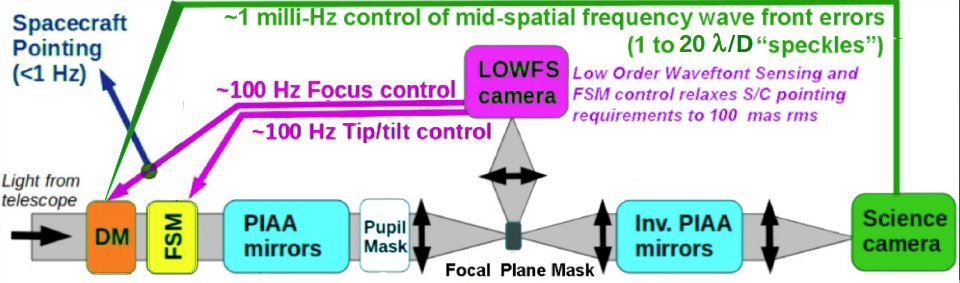 ~1 milli-Hz control of mid-spatial frequency wave front errors
(1 to 20 λ/D "speckles")
Spacecraft
Pointing
(<1 Hz)
~100 Hz Focus control
~100 Hz Tip/tilt control
LOWFS
camera
Low Order Waveftont Sensing and
FSM control relaxes S/C pointing
requirements to 100 mas rms
Light from
telescope
DM
FSM
PIAA
mirrors
Pupil
Mask
Focal Plane Mask
Inv. PIAA
mirrors
Science
camera